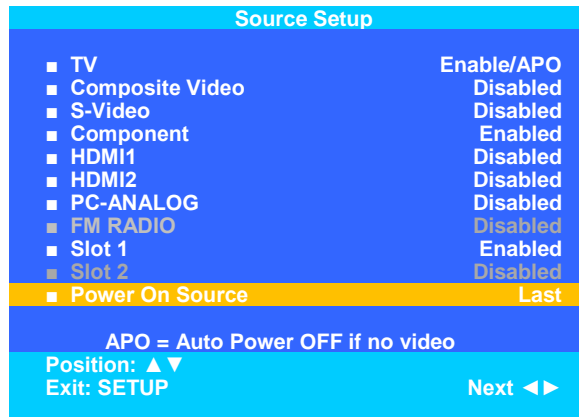 Source Setup
■ TV Enable/APO
■ Composite Video Disabled
■ S-Video Disabled
■ Component Enabled
■ HDMI1 Disabled
■ HDMI2 Disabled
■ PC-ANALOG Disabled
■ FM RADIO Disabled
■ Slot 1 Enabled
■ Slot 2 Disabled
■ Power On Source Last
APO = Auto Power OFF if no video
Position: ▲▼
Exit: SETUP Next ◄►